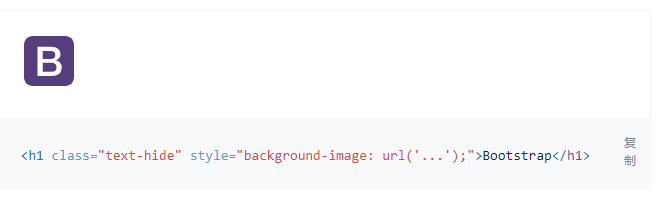 B
<h1 class="text-hide" style="background-image: url('...');">Bootstrap</h1>
复
制